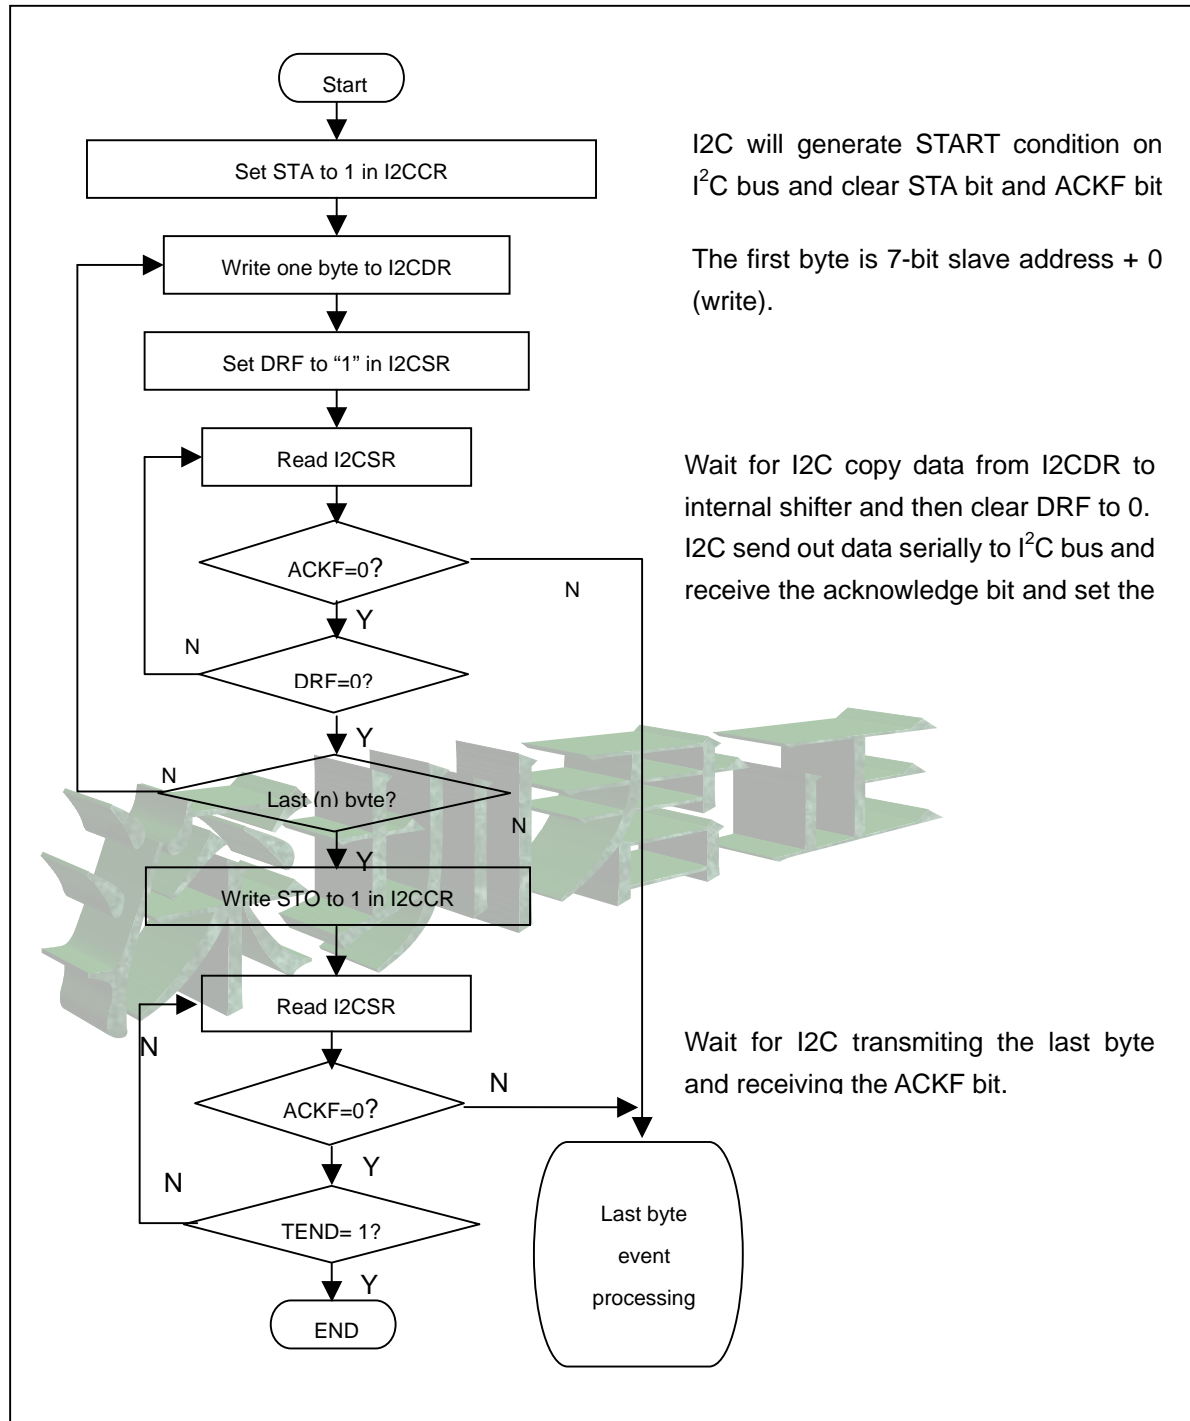 Start
Set STA to 1 in I2CCR
I2C will generate START condition on
I²C bus and clear STA bit and ACKF bit
Write one byte to I2CDR
The first byte is 7-bit slave address + 0
(write).
Set DRF to “1” in I2CSR
Read I2CSR
Wait for I2C copy data from I2CDR to
internal shifter and then clear DRF to 0.
I2C send out data serially to I²C bus and
receive the acknowledge bit and set the
ACKF=0?
N
Y
N
DRF=0?
Y
N
Last (n) byte?
N
Y
Write STO to 1 in I2CCR
Read I2CSR
N
Wait for I2C transmiting the last byte
and receiving the ACKF bit.
ACKF=0?
N
Y
N
TEND= 1?
Y
END
Last byte
event
processing